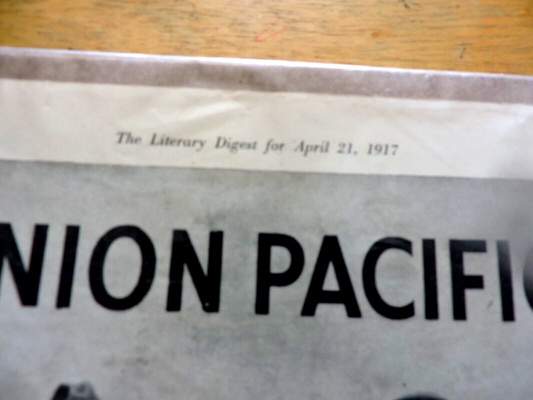 The Literary Digest for April 21, 1917
NION PACIFI